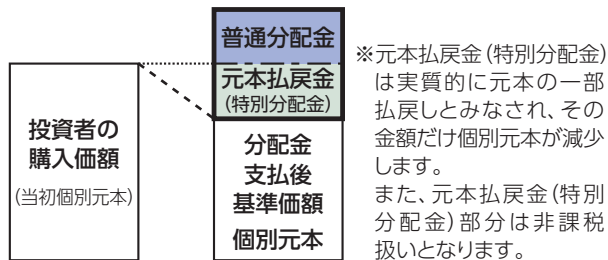 投資者の
購入価額
(当初個別元本)
普通分配金
元本払戻金
(特別分配金)
分配金
支払後
基準価額
個別元本
※元本払戻金(特別分配金)
は実質的に元本の一部
払戻しとみなされ、その
金額だけ個別元本が減少
します。
また、元本払戻金(特別
分配金)部分は非課税
扱いとなります。